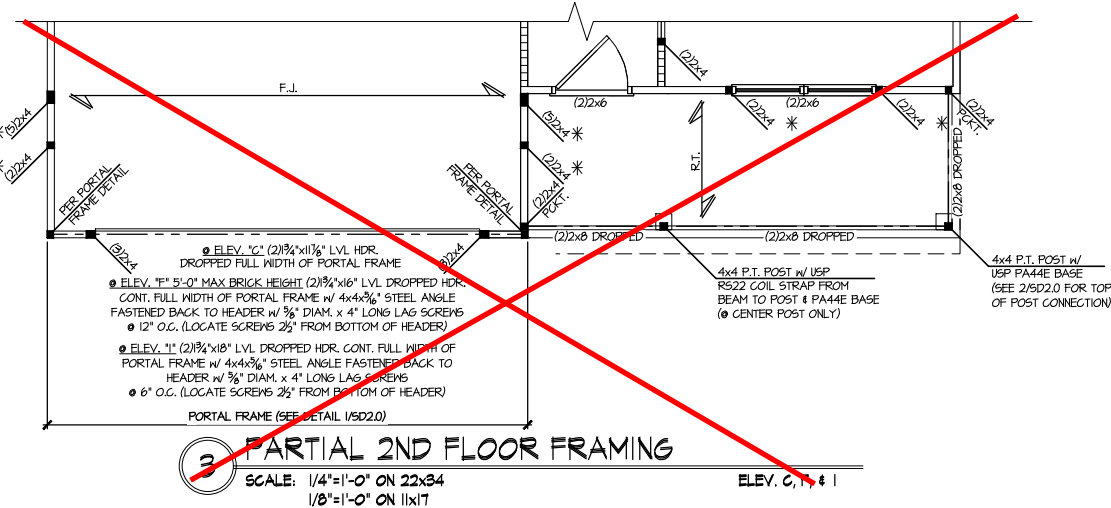 (2)2x4
F.J.
(2)2x6
(2)2x6
(5)2x4
(5)2x4
(2)2x4
(2)2x4
(2)2x4
PCKT.
(2)2x4
(2)2x4
(2)2x4
PCKT.
R.T.
(2)2x8 DROPPED
PER PORTAL
FRAME DETAIL
PER PORTAL
FRAME DETAIL
(2)2x8 DROPPED
(2)2x8 DROPPED
(3)2x4
(3)2x4
@ ELEV. "C" (2)1¾"x11⅞" LVL HDR.
DROPPED FULL WIDTH OF PORTAL FRAME
@ ELEV. "F" 5'-0" MAX BRICK HEIGHT (2)1¾"x16" LVL DROPPED HDR.
CONT. FULL WIDTH OF PORTAL FRAME W/ 4x4x5/16" STEEL ANGLE
FASTENED BACK TO HEADER W/ ⅝" DIAM. x 4" LONG LAG SCREWS
@ 12" O.C. (LOCATE SCREWS 2½" FROM BOTTOM OF HEADER)
@ ELEV. "I" (2)1¾"x18" LVL DROPPED HDR. CONT. FULL WIDTH OF
PORTAL FRAME W/ 4x4x5/16" STEEL ANGLE FASTENED BACK TO
HEADER W/ ⅝" DIAM. x 4" LONG LAG SCREWS
@ 6" O.C. (LOCATE SCREWS 2½" FROM BOTTOM OF HEADER)
4x4 P.T. POST W/ USP
RS22 COIL STRAP FROM
BEAM TO POST & PA44E BASE
(@ CENTER POST ONLY)
4x4 P.T. POST W/
USP PA44E BASE
(SEE 2/SD2.0 FOR TOP
OF POST CONNECTION)
PORTAL FRAME (SEE DETAIL 1/SD2.0)
3
PARTIAL 2ND FLOOR FRAMING
SCALE: 1/4"=1'-0" ON 22x34
1/8"=1'-0" ON 11x17
ELEV. C, F, & I